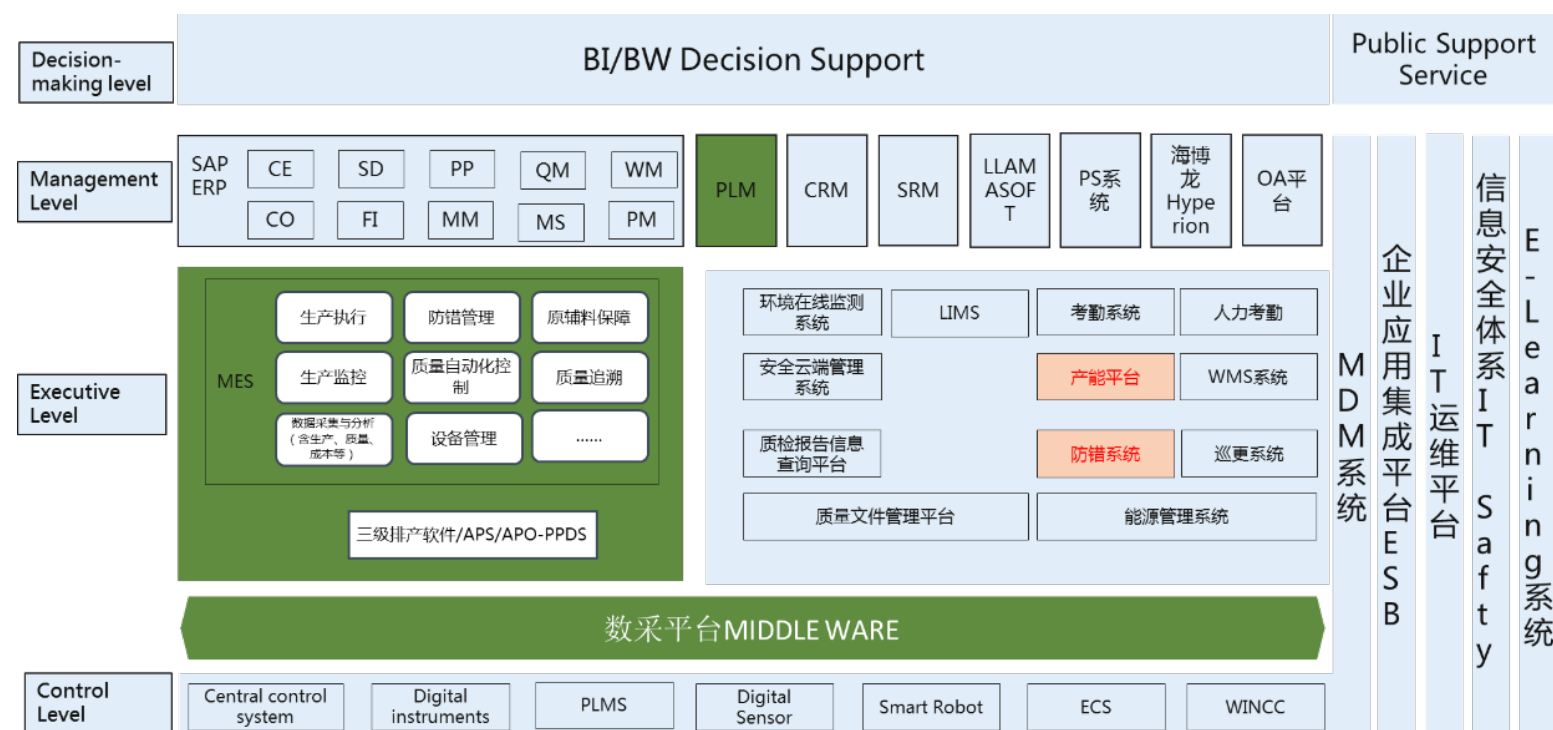 Decision-
making level
BI/BW Decision Support
Public Support
Service
Management
Level
SAP
ERP
CE
SD
PP
QM
WM
CO
FI
MM
MS
PM
PLM
CRM
SRM
LLAM
ASOF
T
PS系
统
海博
龙
Hype
rion
OA平
台
Executive
Level
MES
生产执行
防错管理
原辅料保障
生产监控
质量自动化控
制
质量追溯
数据采集与分析
（含生产、质量、
成本等）
设备管理
......
三级排产软件/APS/APO-PPDS
环境在线监测
系统
LIMS
考勤系统
人力考勤
安全云端管理
系统
产能平台
WMS系统
质检报告信息
查询平台
防错系统
巡更系统
质量文件管理平台
能源管理系统
数采平台MIDDLE WARE
Control
Level
Central control
system
Digital
instruments
PLMS
Digital
Sensor
Smart Robot
ECS
WINCC
MDM系统
企业应用集成平台ESB
IT运维平台
信息安全体系IT Safty
E-Learning系统